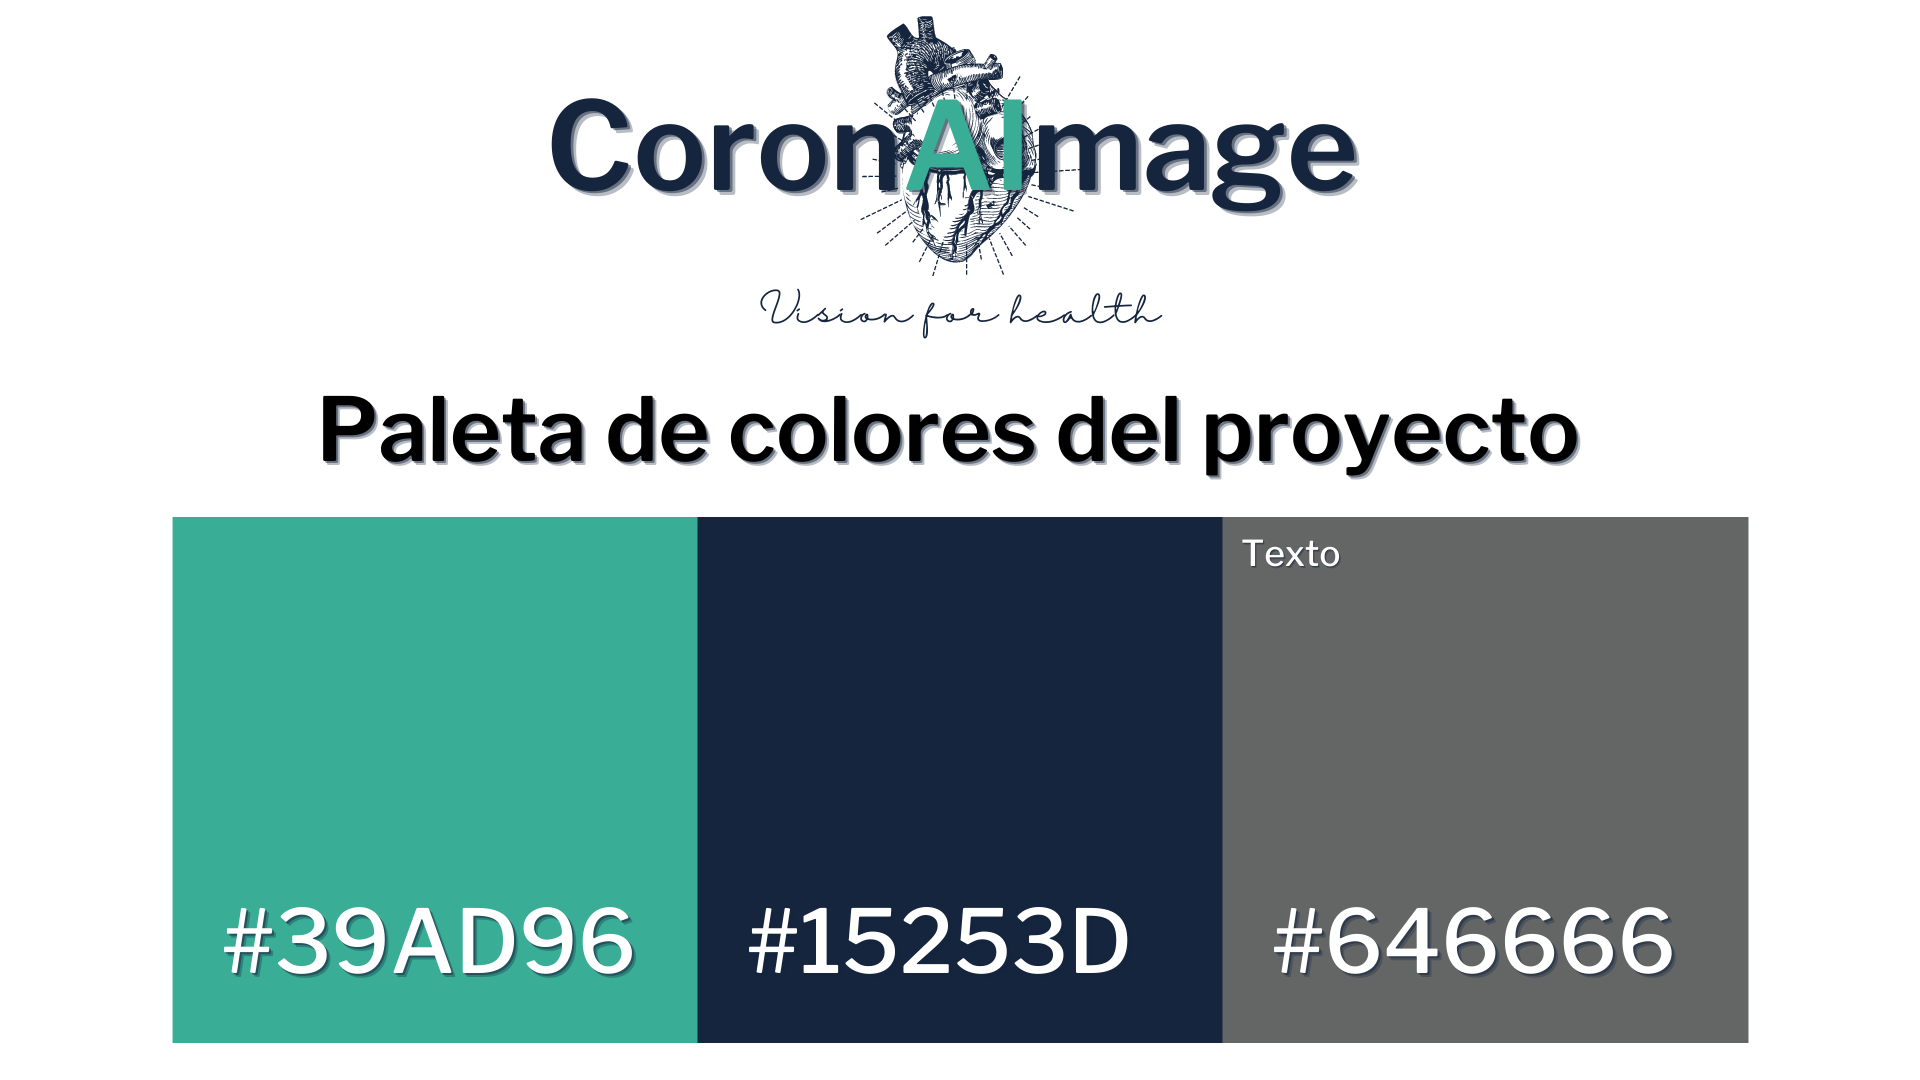 CoronAImage
Vision for health
Paleta de colores del proyecto
Texto
#39AD96
#15253D
#646666